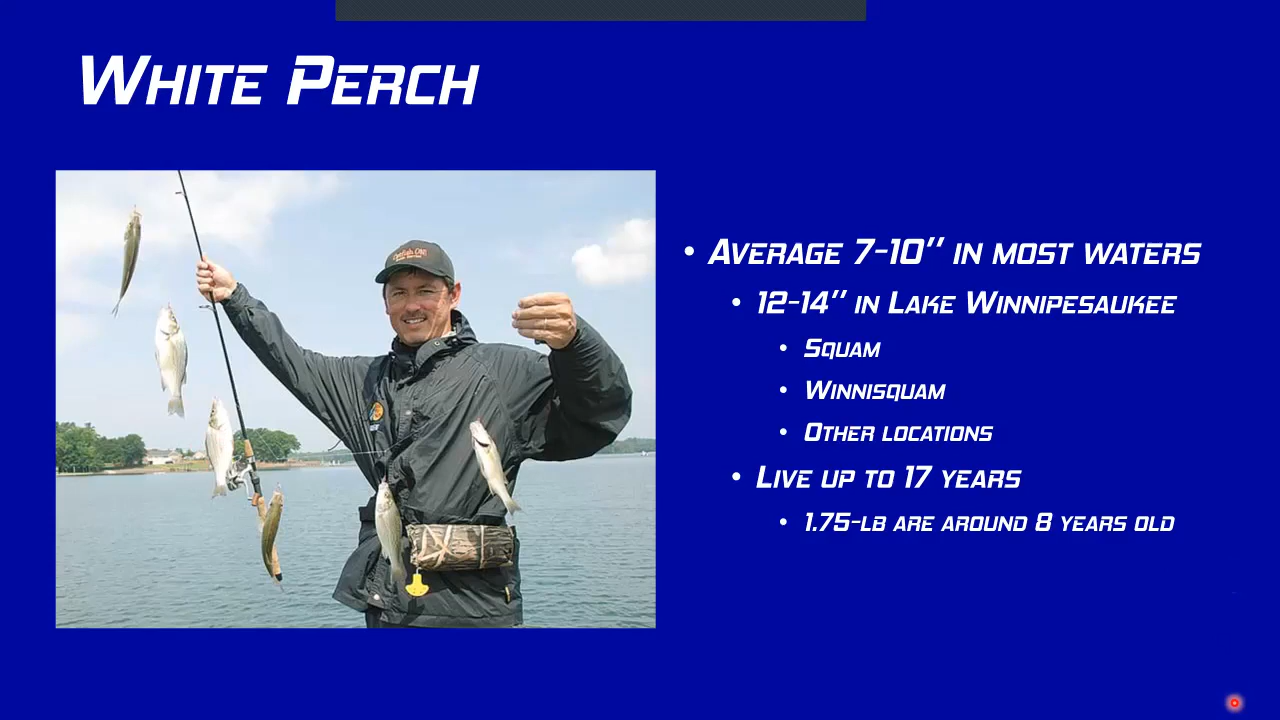 White Perch
• Average 7-10" in most waters
• 12-14" in Lake Winnipesaukee
• Squam
• Winnisquam
• Other locations
• Live up to 17 years
• 1.75-lb are around 8 years old